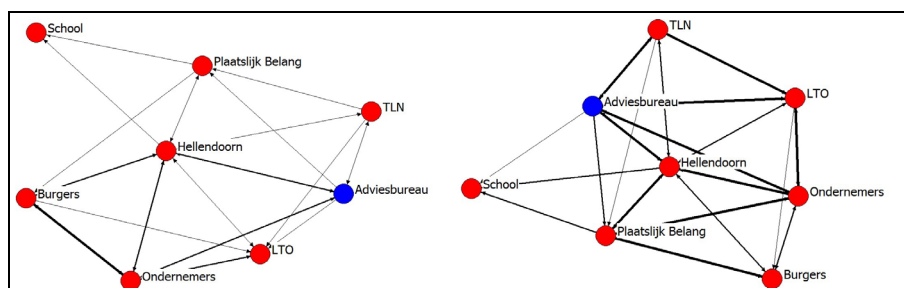 School
Plaatslijk Belang
TLN
Hellendoorn
Burgers
Adviesbureau
LTO
Ondernemers
TLN
LTO
Adviesbureau
Hellendoorn
School
Ondernemers
Plaatslijk Belang
Burgers